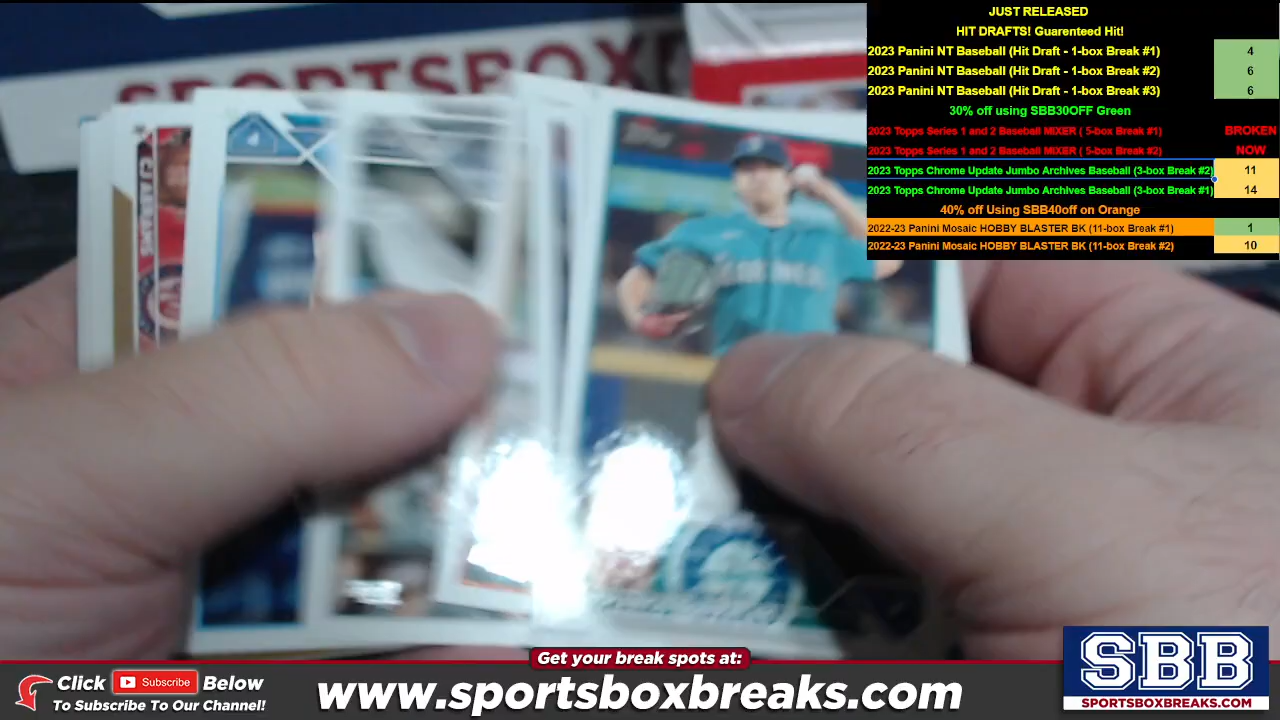 JUST RELEASED
HIT DRAFTS! Guarenteed Hit!
2023 Panini NT Baseball (Hit Draft - 1-box Break #1) 4
2023 Panini NT Baseball (Hit Draft - 1-box Break #2) 6
2023 Panini NT Baseball (Hit Draft - 1-box Break #3) 6
30% off using SBB30OFF Green
2023 Topps Series 1 and 2 Baseball MIXER ( 5-box Break #1) BROKEN
2023 Topps Series 1 and 2 Baseball MIXER ( 5-box Break #2) NOW
2023 Topps Chrome Update Jumbo Archives Baseball (3-box Break #2) 11
2023 Topps Chrome Update Jumbo Archives Baseball (3-box Break #1) 14
40% off Using SBB40off on Orange
2022-23 Panini Mosaic HOBBY BLASTER BK (11-box Break #1) 1
2022-23 Panini Mosaic HOBBY BLASTER BK (11-box Break #2) 10
SPORTSBOX
Topps
4
Get your break spots at:
Click Subscribe Below
To Subscribe To Our Channel!
www.sportsboxbreaks.com
SBB
SPORTSBOXBREAKS.COM